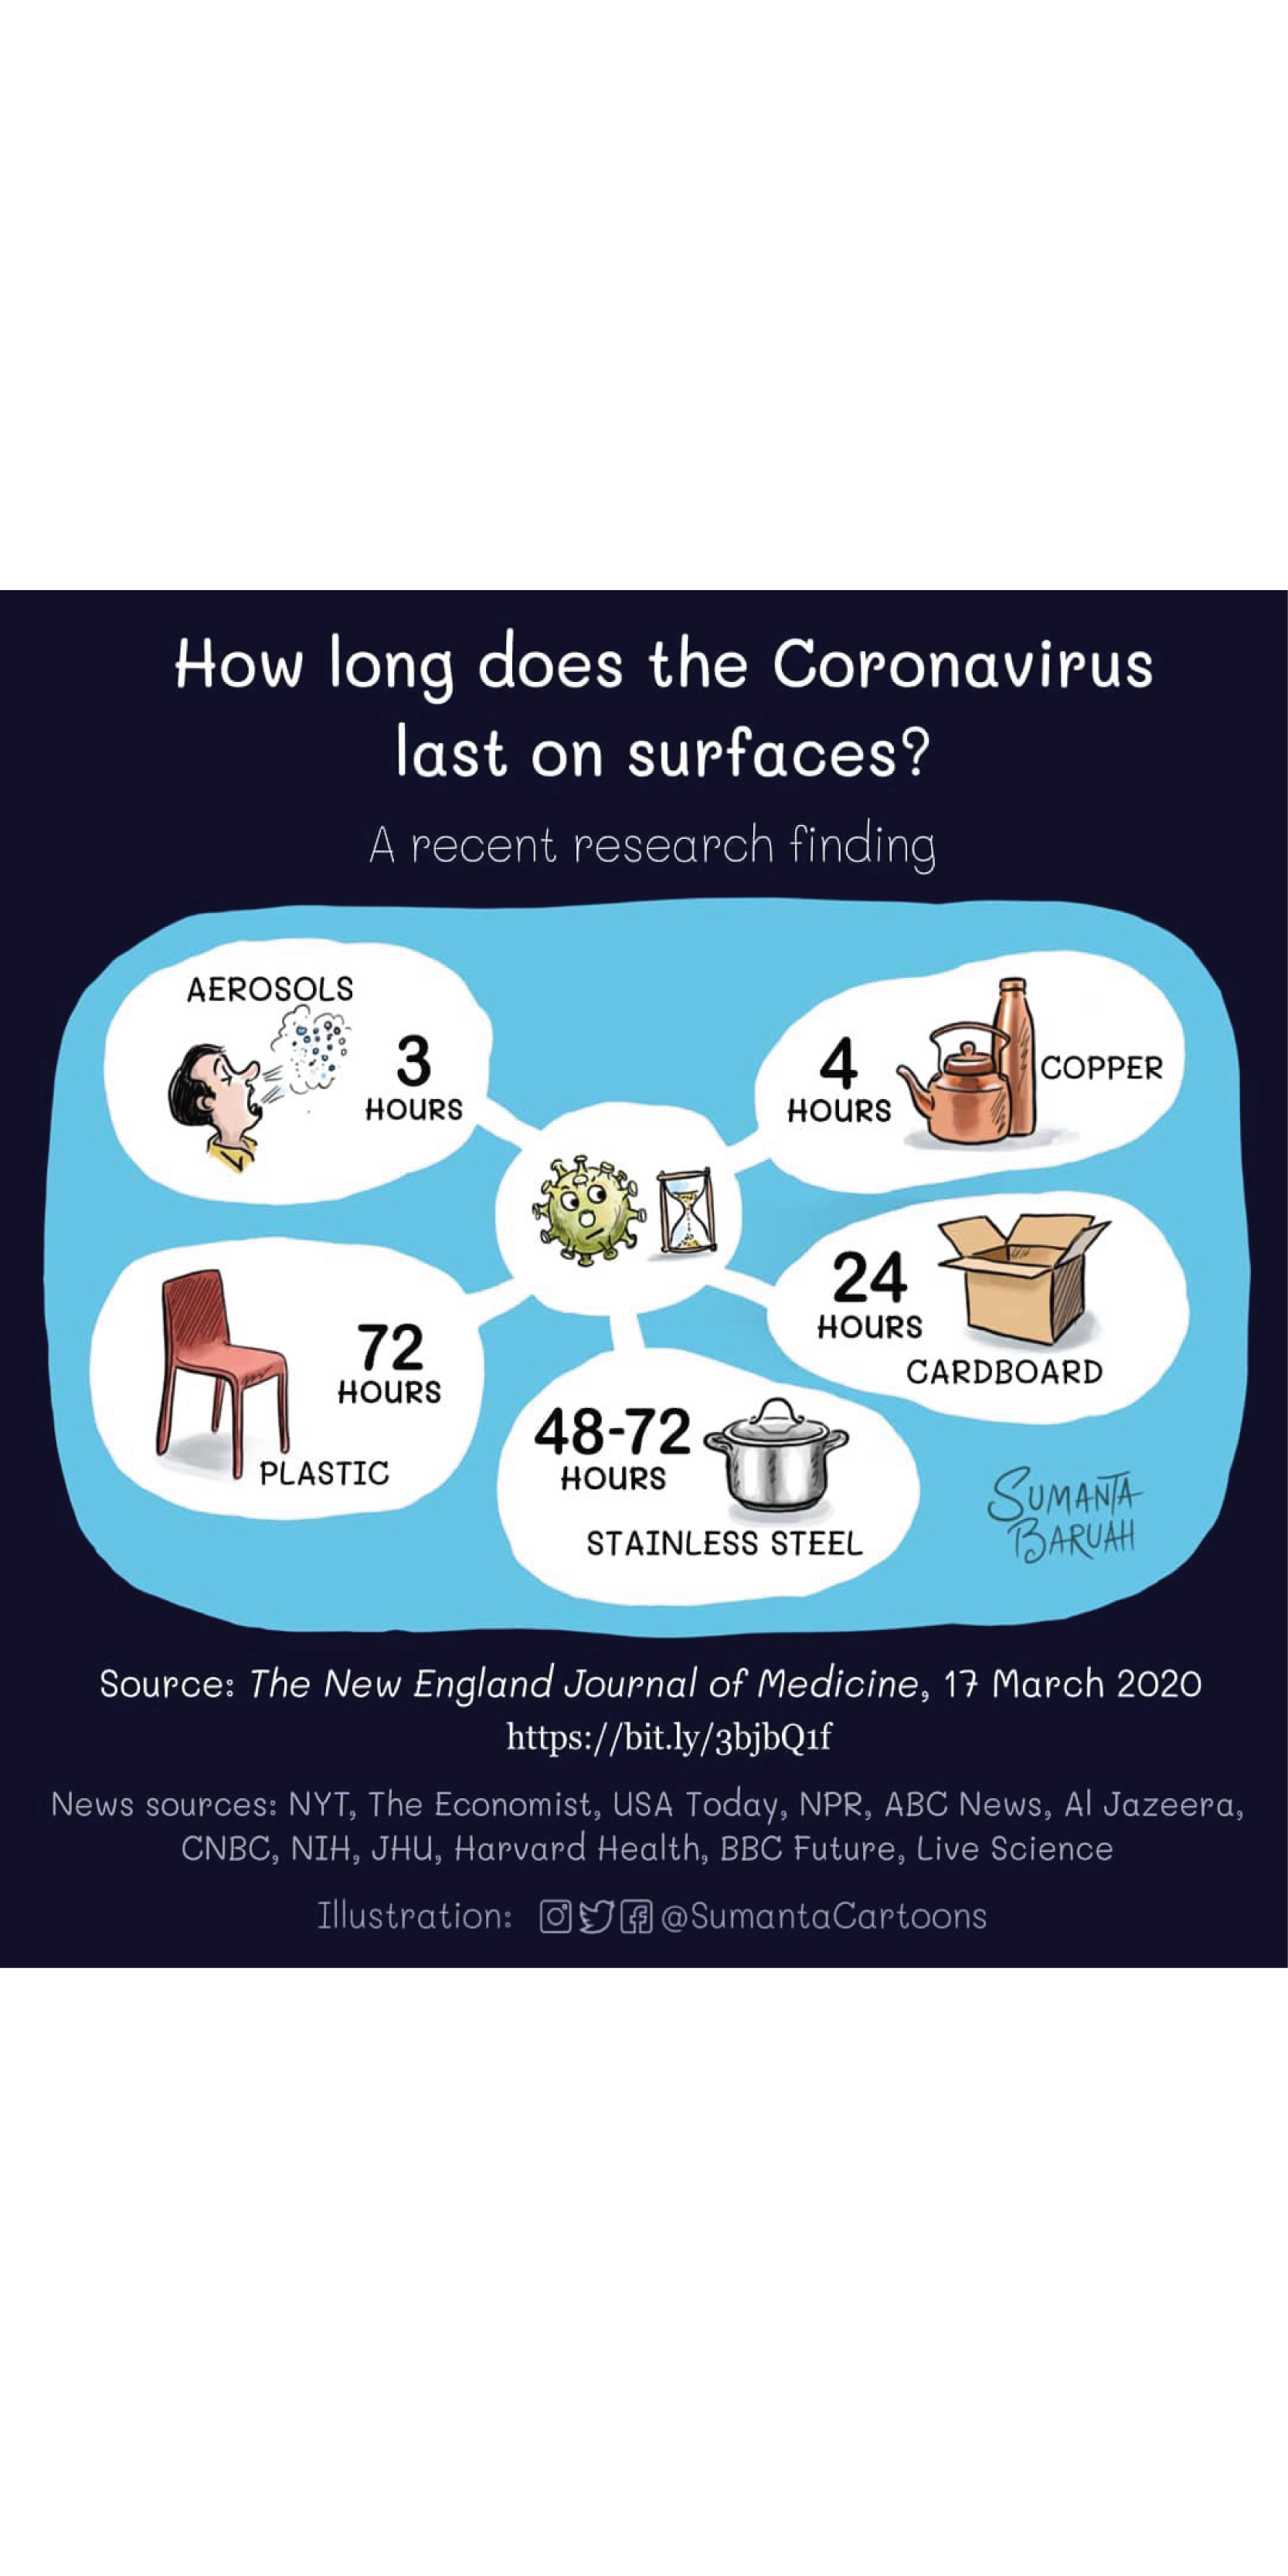 How long does the Coronavirus
last on surfaces?
A recent research finding
AEROSOLS
3
HOURS
4
HOURS
COPPER
24
HOURS
CARDBOARD
72
HOURS
PLASTIC
48-72
HOURS
STAINLESS STEEL
SUMANTA
BARUAH
Source: The New England Journal of Medicine, 17 March 2020
https://bit.ly/3bjbQ1f
News sources: NYT, The Economist, USA Today, NPR, ABC News, Al Jazeera,
CNBC, NIH, JHU, Harvard Health, BBC Future, Live Science
Illustration: @SumantaCartoons